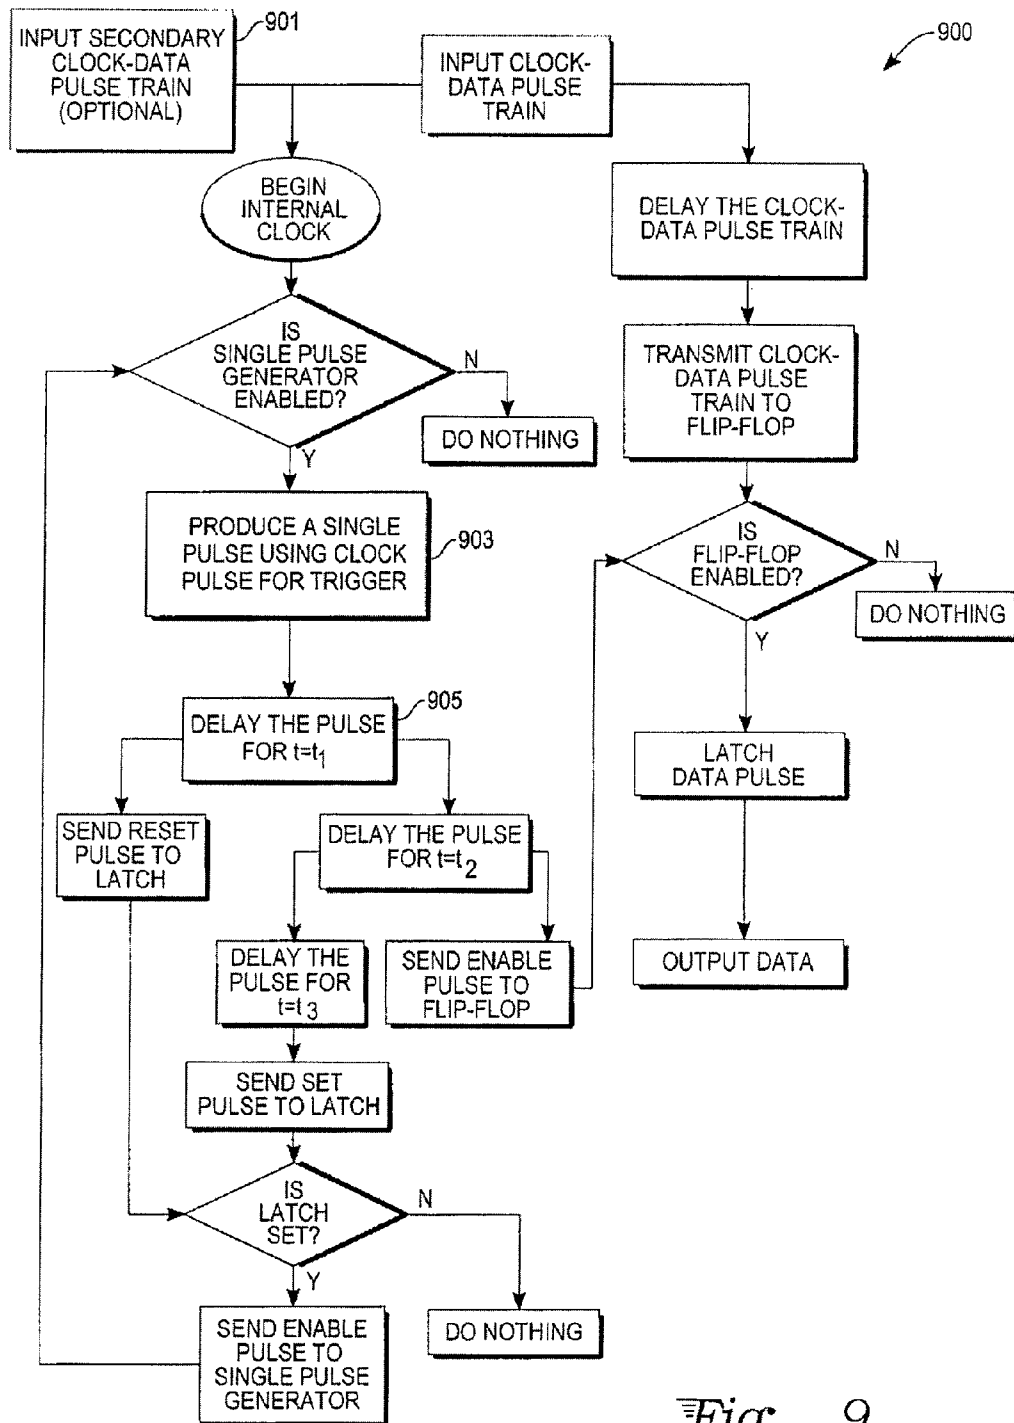 INPUT SECONDARY
CLOCK-DATA
PULSE TRAIN
(OPTIONAL)
901
INPUT CLOCK-
DATA PULSE
TRAIN
900
BEGIN
INTERNAL
CLOCK
DELAY THE CLOCK-
DATA PULSE TRAIN
IS
SINGLE PULSE
GENERATOR
ENABLED?
N
DO NOTHING
Y
TRANSMIT CLOCK-
DATA PULSE
TRAIN TO
FLIP-FLOP
PRODUCE A SINGLE
PULSE USING CLOCK
PULSE FOR TRIGGER
903
IS
FLIP-FLOP
ENABLED?
N
DO NOTHING
Y
DELAY THE PULSE
FOR t=t1
905
LATCH
DATA PULSE
SEND RESET
PULSE TO
LATCH
DELAY THE PULSE
FOR t=t2
DELAY THE
PULSE FOR
t=t3
SEND ENABLE
PULSE TO
FLIP-FLOP
OUTPUT DATA
SEND SET
PULSE TO LATCH
IS
LATCH
SET?
N
Y
SEND ENABLE
PULSE TO
SINGLE PULSE
GENERATOR
DO NOTHING
Fig. 9